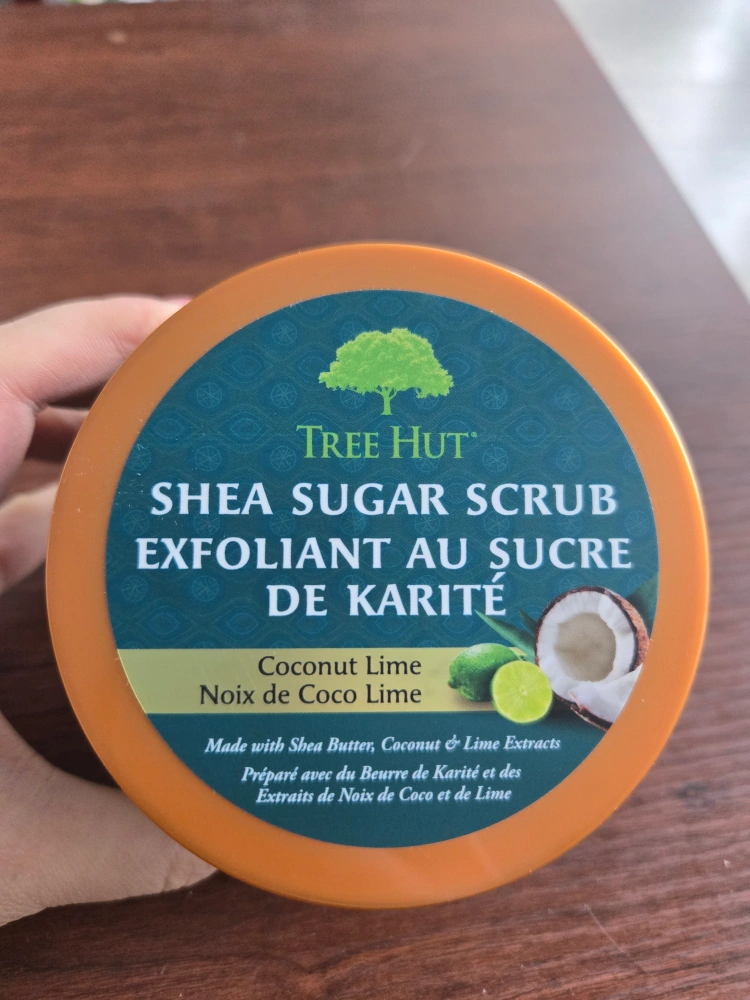 TREE HUT®
SHEA SUGAR SCRUB
EXFOLIANT AU SUCRE
DE KARITÉ
Coconut Lime
Noix de Coco Lime
Made with Shea Butter, Coconut & Lime Extracts
Préparé avec du Beurre de Karité et des
Extraits de Noix de Coco et de Lime